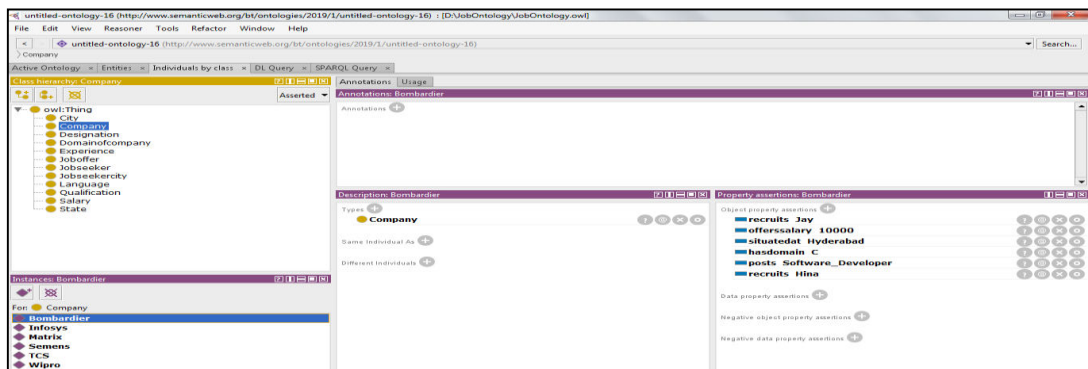 untitled-ontology-16 (http://www.semanticweb.org/bt/ontologies/2019/1/untitled-ontology-16) : [D:\JobOntology\JobOntology.owl]
File Edit View Reasoner Tools Refactor Window Help
< untitled-ontology-16 (http://www.semanticweb.org/bt/ontologies/2019/1/untitled-ontology-16) Search...
Company
Active Ontology × Entities × Individuals by class × DL Query × SPARQL Query ×
Class hierarchy: Company
Asserted
owl:Thing
City
Company
Designation
Domainofcompany
Experience
Joboffer
Jobseeker
Jobseekercity
Language
Qualification
Salary
State
Instances: Bombardier
For: Company
Bombardier
Infosys
Matrix
Semens
TCS
Wipro
Annotations Usage
Annotations: Bombardier
Annotations
Description: Bombardier
Types
Company
Same Individual As
Different Individuals
Property assertions: Bombardier
Object property assertions
recruits Jay
offerssalary 10000
situatedat Hyderabad
hasdomain C
posts Software_Developer
recruits Hina
Data property assertions
Negative object property assertions
Negative data property assertions